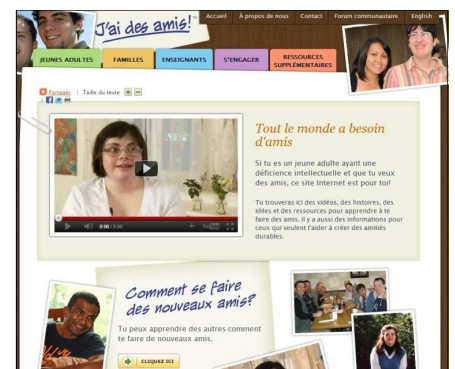 J'ai des amis!
Accueil À propos de nous Contact Forum communautaire English
JEUNES ADULTES FAMILLES ENSEIGNANTS S'ENGAGER RESSOURCES SUPPLÉMENTAIRES
Partager | Taille du texte
Tout le monde a besoin
d'amis
Si tu es un jeune adulte ayant une
déficience intellectuelle et que tu veux
des amis, ce site Internet est pour toi!
Tu trouveras ici des vidéos, des histoires, des
idées et des ressources pour apprendre à te
faire des amis. Il y a aussi des informations pour
ceux qui veulent t'aider à créer des amitiés
durables.
0:00 / 0:00
Comment se faire
des nouveaux amis?
Tu peux apprendre des autres comment
te faire de nouveaux amis.
CLIQUEZ ICI